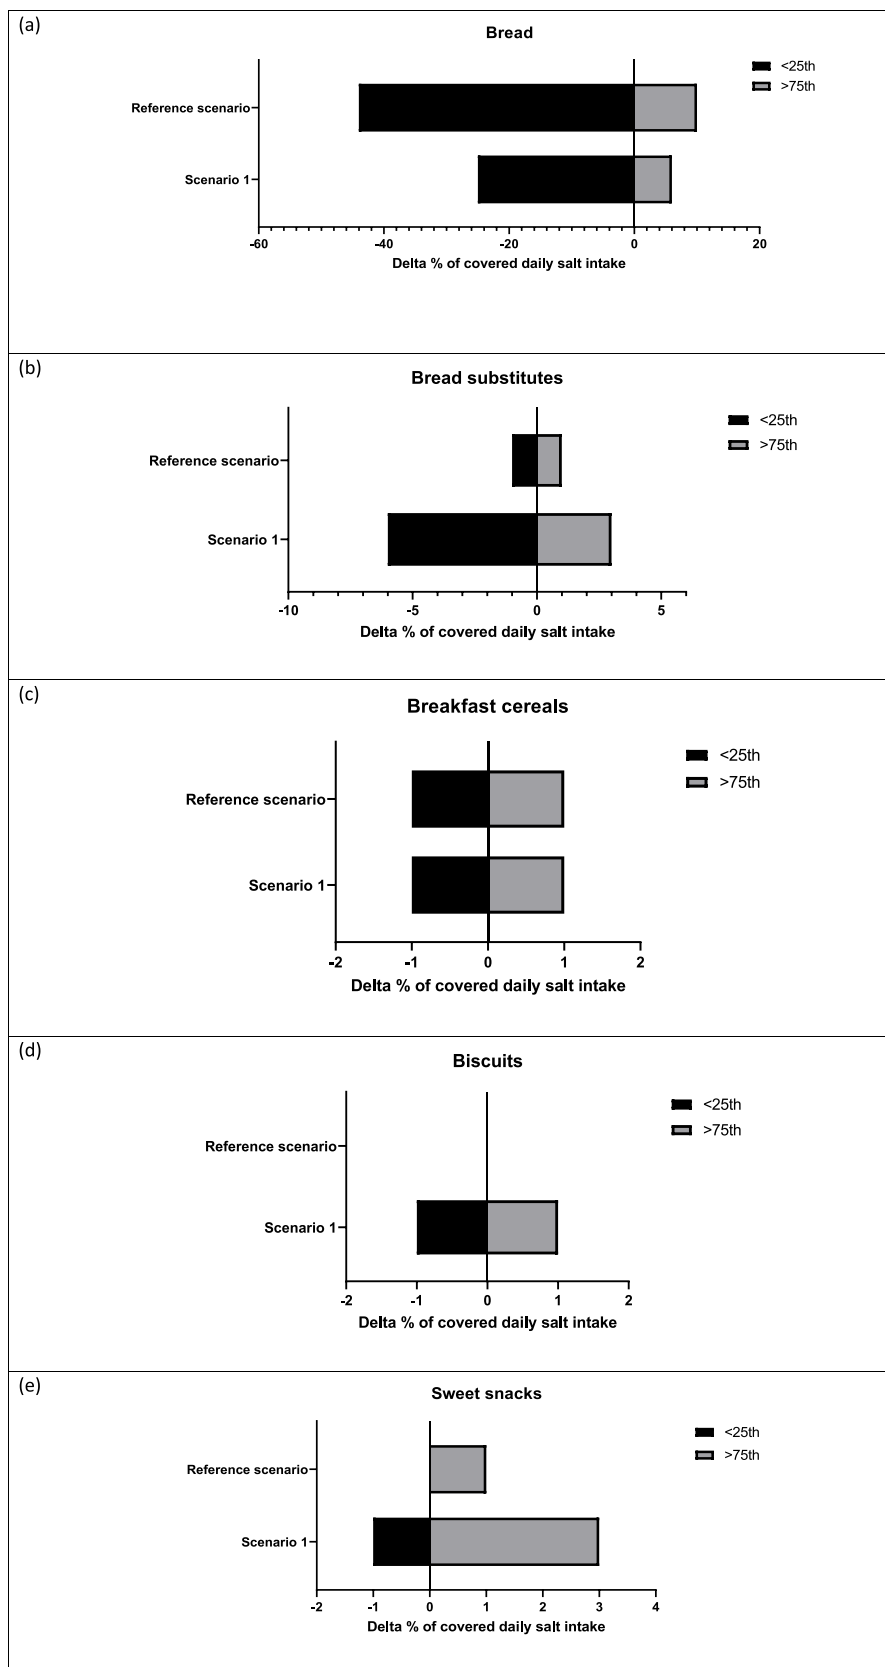 (a)
Bread
<25th
>75th
Reference scenario
Scenario 1
-60 -40 -20 0 20
Delta % of covered daily salt intake
(b)
Bread substitutes
<25th
>75th
Reference scenario
Scenario 1
-10 -5 0 5
Delta % of covered daily salt intake
(c)
Breakfast cereals
<25th
>75th
Reference scenario
Scenario 1
-2 -1 0 1 2
Delta % of covered daily salt intake
(d)
Biscuits
<25th
>75th
Reference scenario
Scenario 1
-2 -1 0 1 2
Delta % of covered daily salt intake
(e)
Sweet snacks
<25th
>75th
Reference scenario
Scenario 1
-2 -1 0 1 2 3 4
Delta % of covered daily salt intake